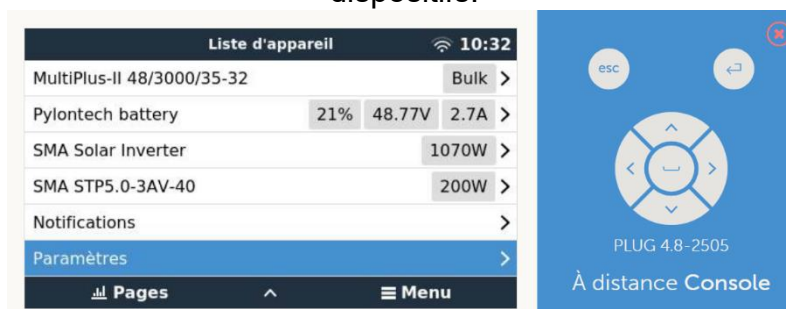 Liste d'appareil 10:32
MultiPlus-II 48/3000/35-32 Bulk >
Pylontech battery 21% 48.77V 2.7A >
SMA Solar Inverter 1070W >
SMA STP5.0-3AV-40 200W >
Notifications >
Paramètres >
Pages Menu
esc
PLUG 4.8-2505
À distance Console